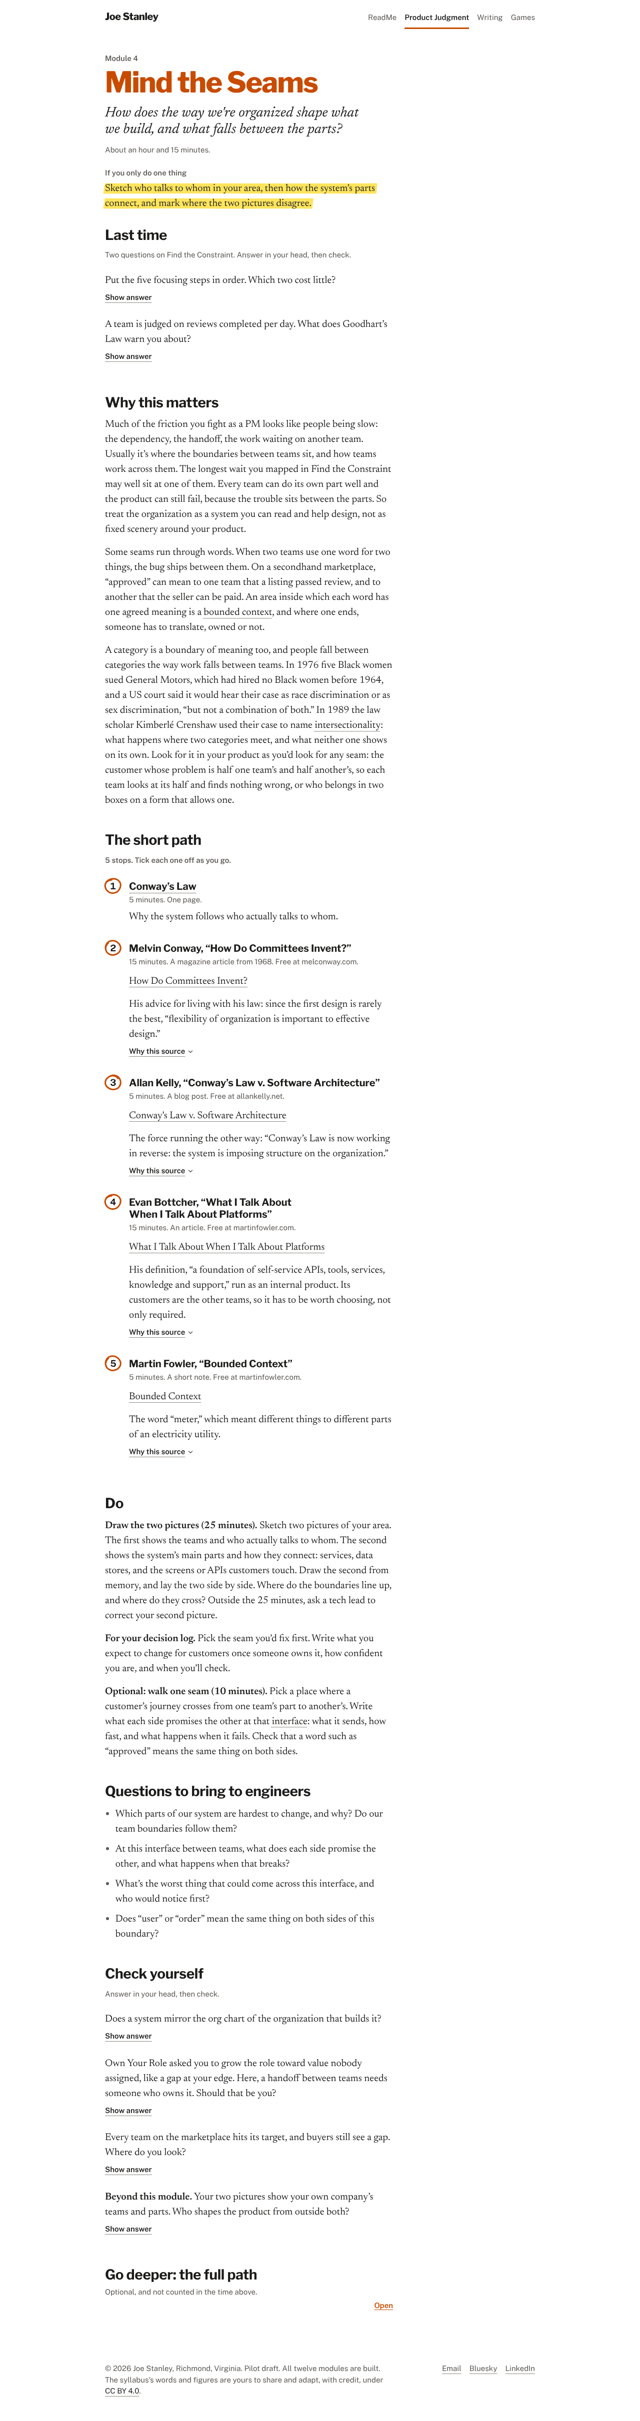 Joe Stanley
ReadMe Product Judgment Writing Games
Module 4
Mind the Seams
How does the way we're organized shape what
we build, and what falls between the parts?
About an hour and 15 minutes.
If you only do one thing
Sketch who talks to whom in your area, then how the system's parts
connect, and mark where the two pictures disagree.
Last time
Two questions on Find the Constraint. Answer in your head, then check.
Put the five focusing steps in order. Which two cost little?
Show answer
A team is judged on reviews completed per day. What does Goodhart's
Law warn you about?
Show answer
Why this matters
Much of the friction you fight as a PM looks like people being slow:
the dependency, the handoff, the work waiting on another team.
Usually it's where the boundaries between teams sit, and how teams
work across them. The longest wait you mapped in Find the Constraint
may well sit at one of them. Every team can do its own part well and
the product can still fail, because the trouble sits between the parts. So
treat the organization as a system you can read and help design, not as
fixed scenery around your product.
Some seams run through words. When two teams use one word for two
things, the bug ships between them. On a secondhand marketplace,
“approved” can mean to one team that a listing passed review, and to
another that the seller can be paid. An area inside which each word has
one agreed meaning is a bounded context, and where one ends,
someone has to translate, owned or not.
A category is a boundary of meaning too, and people fall between
categories the way work falls between teams. In 1976 five Black women
sued General Motors, which had hired no Black women before 1964,
and a US court said it would hear their case as race discrimination or as
sex discrimination, “but not a combination of both.” In 1989 the law
scholar Kimberlé Crenshaw used their case to name intersectionality:
what happens where two categories meet, and what neither one shows
on its own. Look for it in your product as you'd look for any seam: the
customer whose problem is half one team's and half another's, so each
team looks at its half and finds nothing wrong, or who belongs in two
boxes on a form that allows one.
The short path
5 stops. Tick each one off as you go.
1 Conway's Law
5 minutes. One page.
Why the system follows who actually talks to whom.
2 Melvin Conway, “How Do Committees Invent?”
15 minutes. A magazine article from 1968. Free at melconway.com.
How Do Committees Invent?
His advice for living with his law: since the first design is rarely
the best, “flexibility of organization is important to effective
design.”
Why this source
3 Allan Kelly, “Conway's Law v. Software Architecture”
5 minutes. A blog post. Free at allankelly.net.
Conway's Law v. Software Architecture
The force running the other way: “Conway's Law is now working
in reverse: the system is imposing structure on the organization.”
Why this source
4 Evan Bottcher, “What I Talk About
When I Talk About Platforms”
15 minutes. An article. Free at martinfowler.com.
What I Talk About When I Talk About Platforms
His definition, “a foundation of self-service APIs, tools, services,
knowledge and support,” run as an internal product. Its
customers are the other teams, so it has to be worth choosing, not
only required.
Why this source
5 Martin Fowler, “Bounded Context”
5 minutes. A short note. Free at martinfowler.com.
Bounded Context
The word “meter,” which meant different things to different parts
of an electricity utility.
Why this source
Do
Draw the two pictures (25 minutes). Sketch two pictures of your area.
The first shows the teams and who actually talks to whom. The second
shows the system's main parts and how they connect: services, data
stores, and the screens or APIs customers touch. Draw the second from
memory, and lay the two side by side. Where do the boundaries line up,
and where do they cross? Outside the 25 minutes, ask a tech lead to
correct your second picture.
For your decision log. Pick the seam you'd fix first. Write what you
expect to change for customers once someone owns it, how confident
you are, and when you'll check.
Optional: walk one seam (10 minutes). Pick a place where a
customer's journey crosses from one team's part to another's. Write
what each side promises the other at that interface: what it sends, how
fast, and what happens when it fails. Check that a word such as
“approved” means the same thing on both sides.
Questions to bring to engineers
• Which parts of our system are hardest to change, and why? Do our
team boundaries follow them?
• At this interface between teams, what does each side promise the
other, and what happens when that breaks?
• What's the worst thing that could come across this interface, and
who would notice first?
• Does “user” or “order” mean the same thing on both sides of this
boundary?
Check yourself
Answer in your head, then check.
Does a system mirror the org chart of the organization that builds it?
Show answer
Own Your Role asked you to grow the role toward value nobody
assigned, like a gap at your edge. Here, a handoff between teams needs
someone who owns it. Should that be you?
Show answer
Every team on the marketplace hits its target, and buyers still see a gap.
Where do you look?
Show answer
Beyond this module. Your two pictures show your own company's
teams and parts. Who shapes the product from outside both?
Show answer
Go deeper: the full path
Optional, and not counted in the time above.
Open
© 2026 Joe Stanley, Richmond, Virginia. Pilot draft. All twelve modules are built.
The syllabus's words and figures are yours to share and adapt, with credit, under
CC BY 4.0.
Email Bluesky LinkedIn